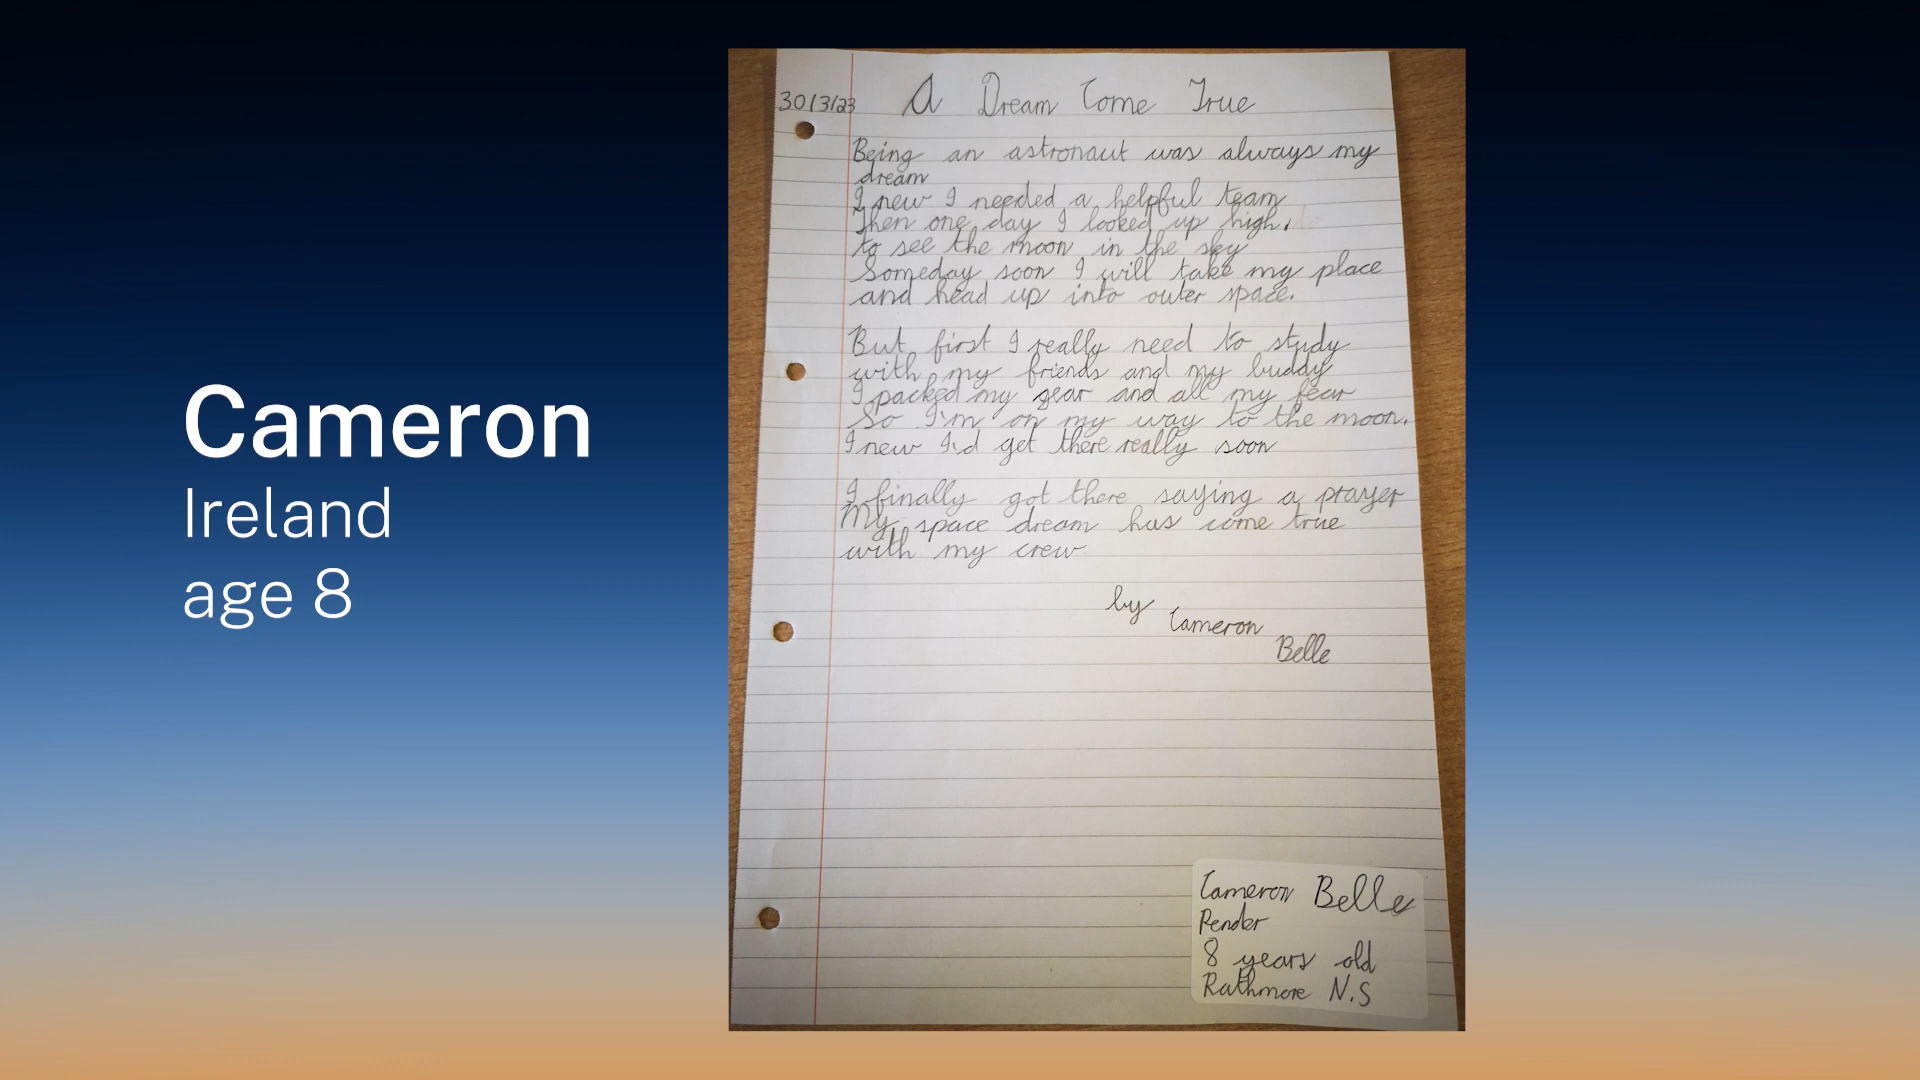 Cameron
Ireland
age 8
30/3/23 A Dream Come True
Being an astronaut was always my
dream
I new I needed a helpful team
Then one day I looked up high.
to see the moon in the sky
Someday soon I will take my place
and head up into outer space.
But first I really need to study
with my friends and my buddy
I packed my gear and all my fear
So I'm on my way to the moon.
I new I'd get there really soon
I finally got there saying a prayer
My space dream has come true
with my crew
by
Cameron
Belle
Cameron Belle
Pender
8 years old
Rathmore N.S